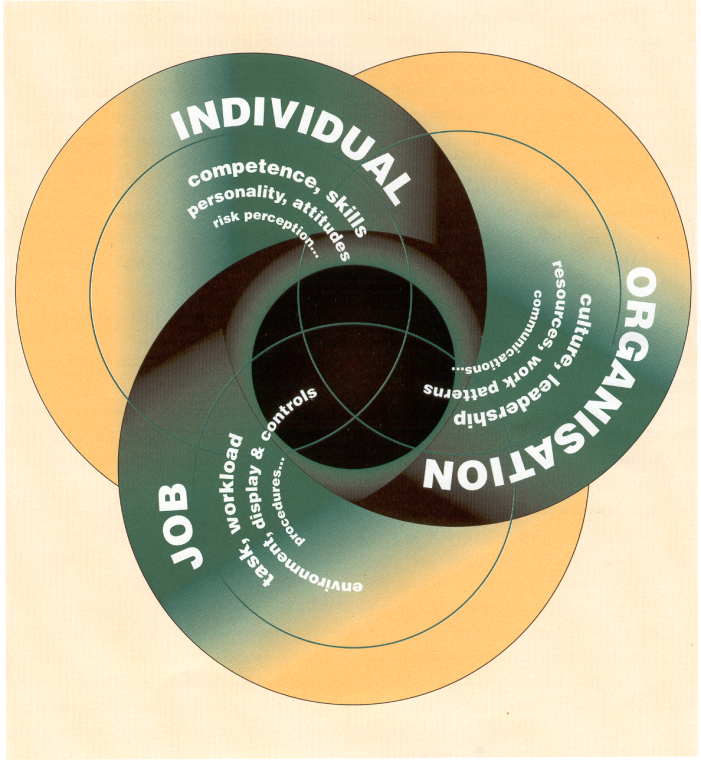 INDIVIDUAL
competence, skills
personality, attitudes
risk perception...
ORGANISATION
culture, leadership
resources, work patterns
communications...
JOB
task, workload
environment, display & controls
procedures...